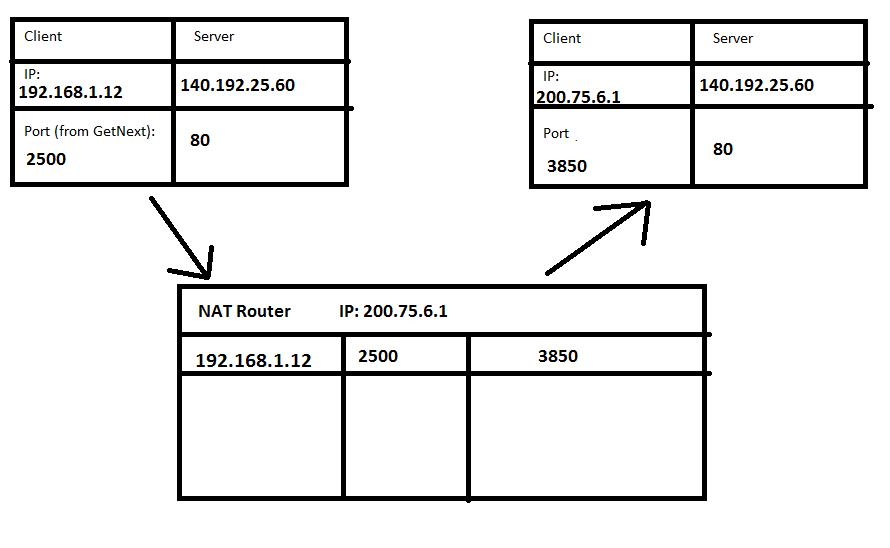 Client Server
IP:
192.168.1.12 140.192.25.60
Port (from GetNext): 80
2500
Client Server
IP:
200.75.6.1 140.192.25.60
Port . 80
3850
NAT Router IP: 200.75.6.1
192.168.1.12 2500 3850